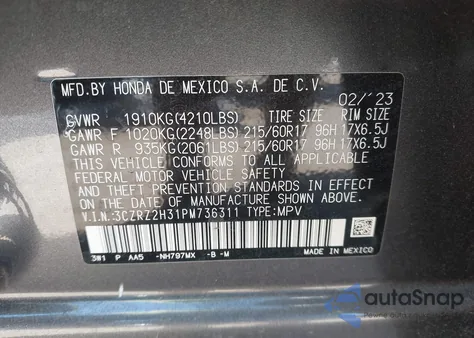 MFD.BY HONDA DE MEXICO S.A. DE C.V.
02/'23
GVWR 1910KG(4210LBS) TIRE SIZE RIM SIZE
GAWR F 1020KG(2248LBS) 215/60R17 96H 17X6.5J
GAWR R 935KG(2061LBS) 215/60R17 96H 17X6.5J
THIS VEHICLE CONFORMS TO ALL APPLICABLE
FEDERAL MOTOR VEHICLE SAFETY
STANDARDS IN EFFECT
ON THE DATE OF MANUFACTURE SHOWN ABOVE.
V.I.N:3CZRZ2H31PM736311 TYPE:MPV
3W1 P AA5 -NH797MX -B -M
MADE IN MEXICO
autoSnap